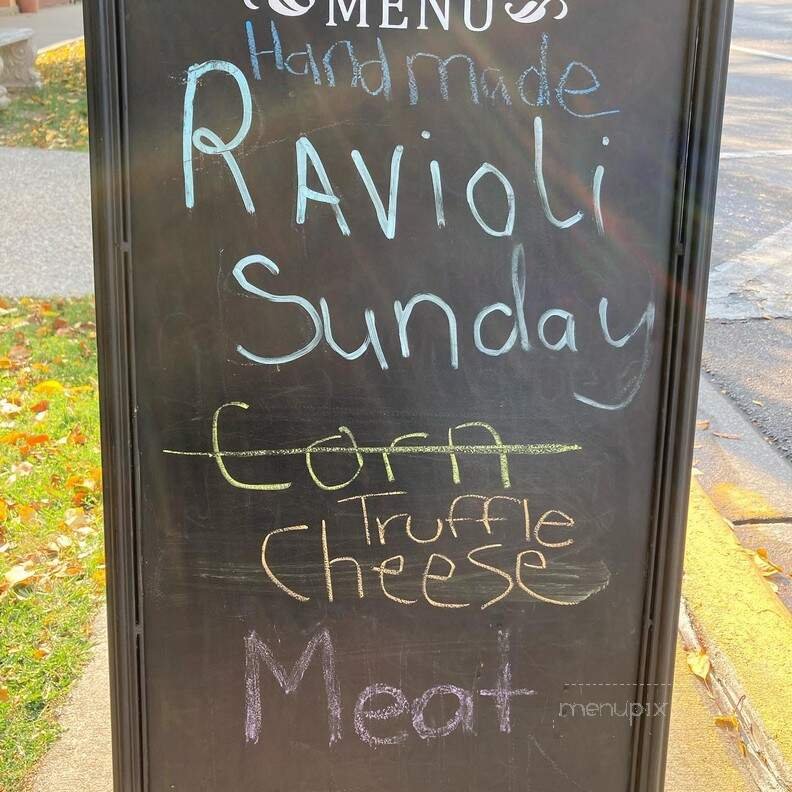 MENU
Handmade
RAViOLi
Sunday
Corn
Truffle
Cheese
Meat
menupix